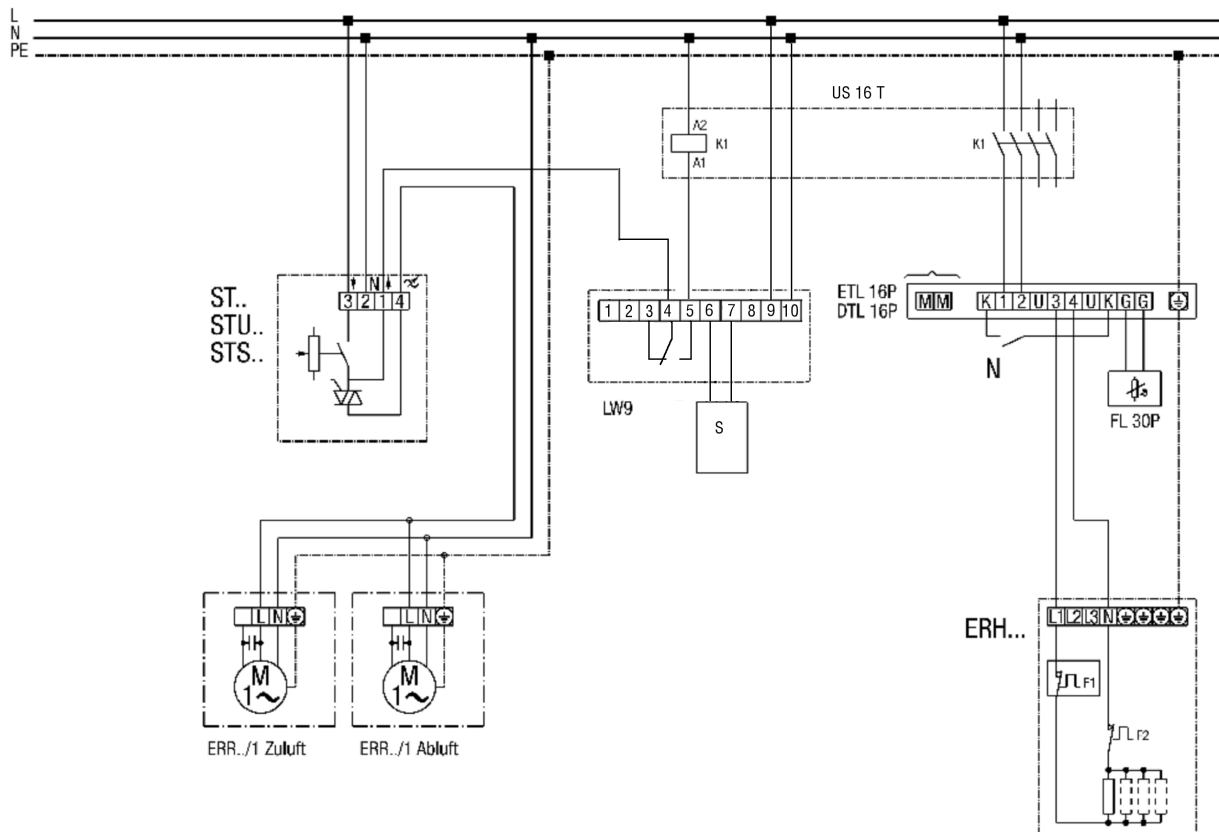 L
N
PE
US 16 T
A2
K1
A1
K1
ST..
STU..
STS..
N
3 2 1 4
1 2 3 4 5 6 7 8 9 10
LW9
S
ETL 16P
DTL 16P
M M
K 1 2 U 3 4 U K G G
N
FL 30P
L N
M
1~
ERR../1 Zuluft
L N
M
1~
ERR../1 Abluft
ERH...
L1 L2 L3 N
F1
F2